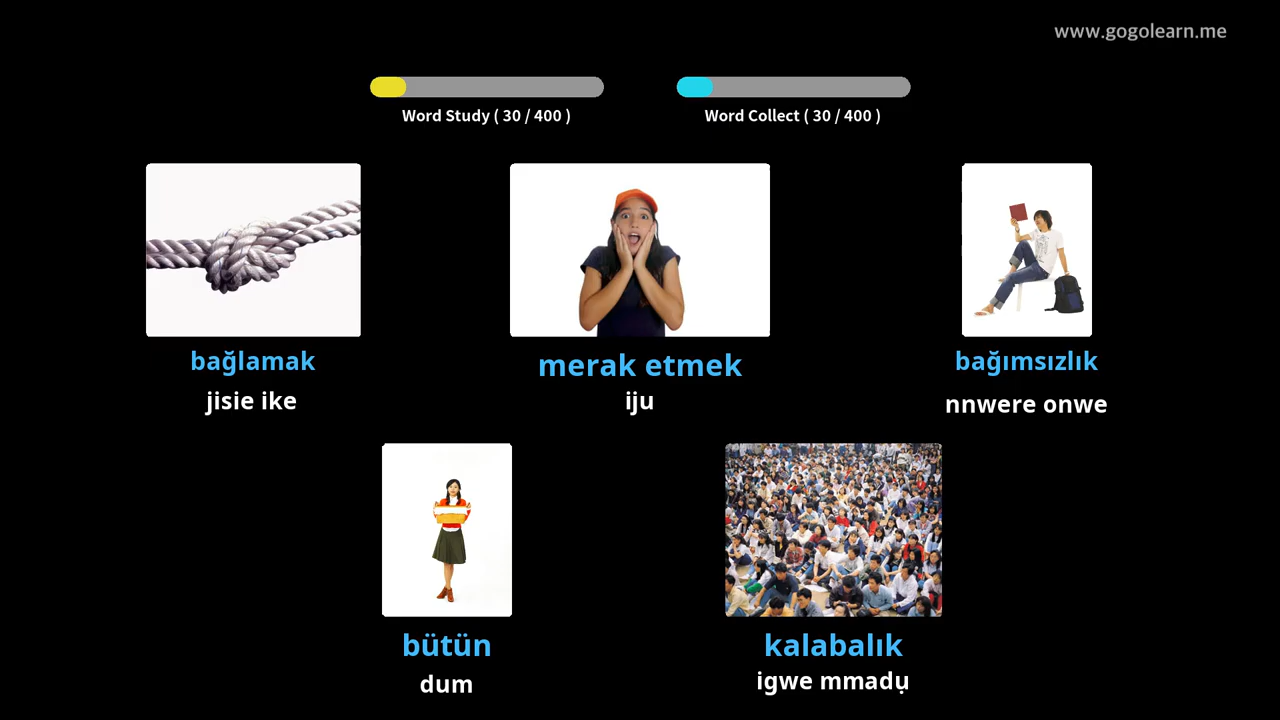 www.gogolearn.me
Word Study ( 30 / 400 )
Word Collect ( 30 / 400 )
bağlamak
jisie ike
merak etmek
iju
bağımsızlık
nnwere onwe
bütün
dum
kalabalık
igwe mmadụ